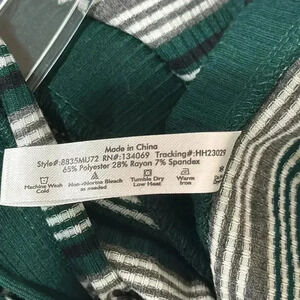 Made in China
Style#:8835MU72 RN#:134069 Tracking#:HH23029
65% Polyester 28% Rayon 7% Spandex
Machine Wash Cold
Non-Chlorine Bleach as needed
Tumble Dry Low Heat
Warm Iron